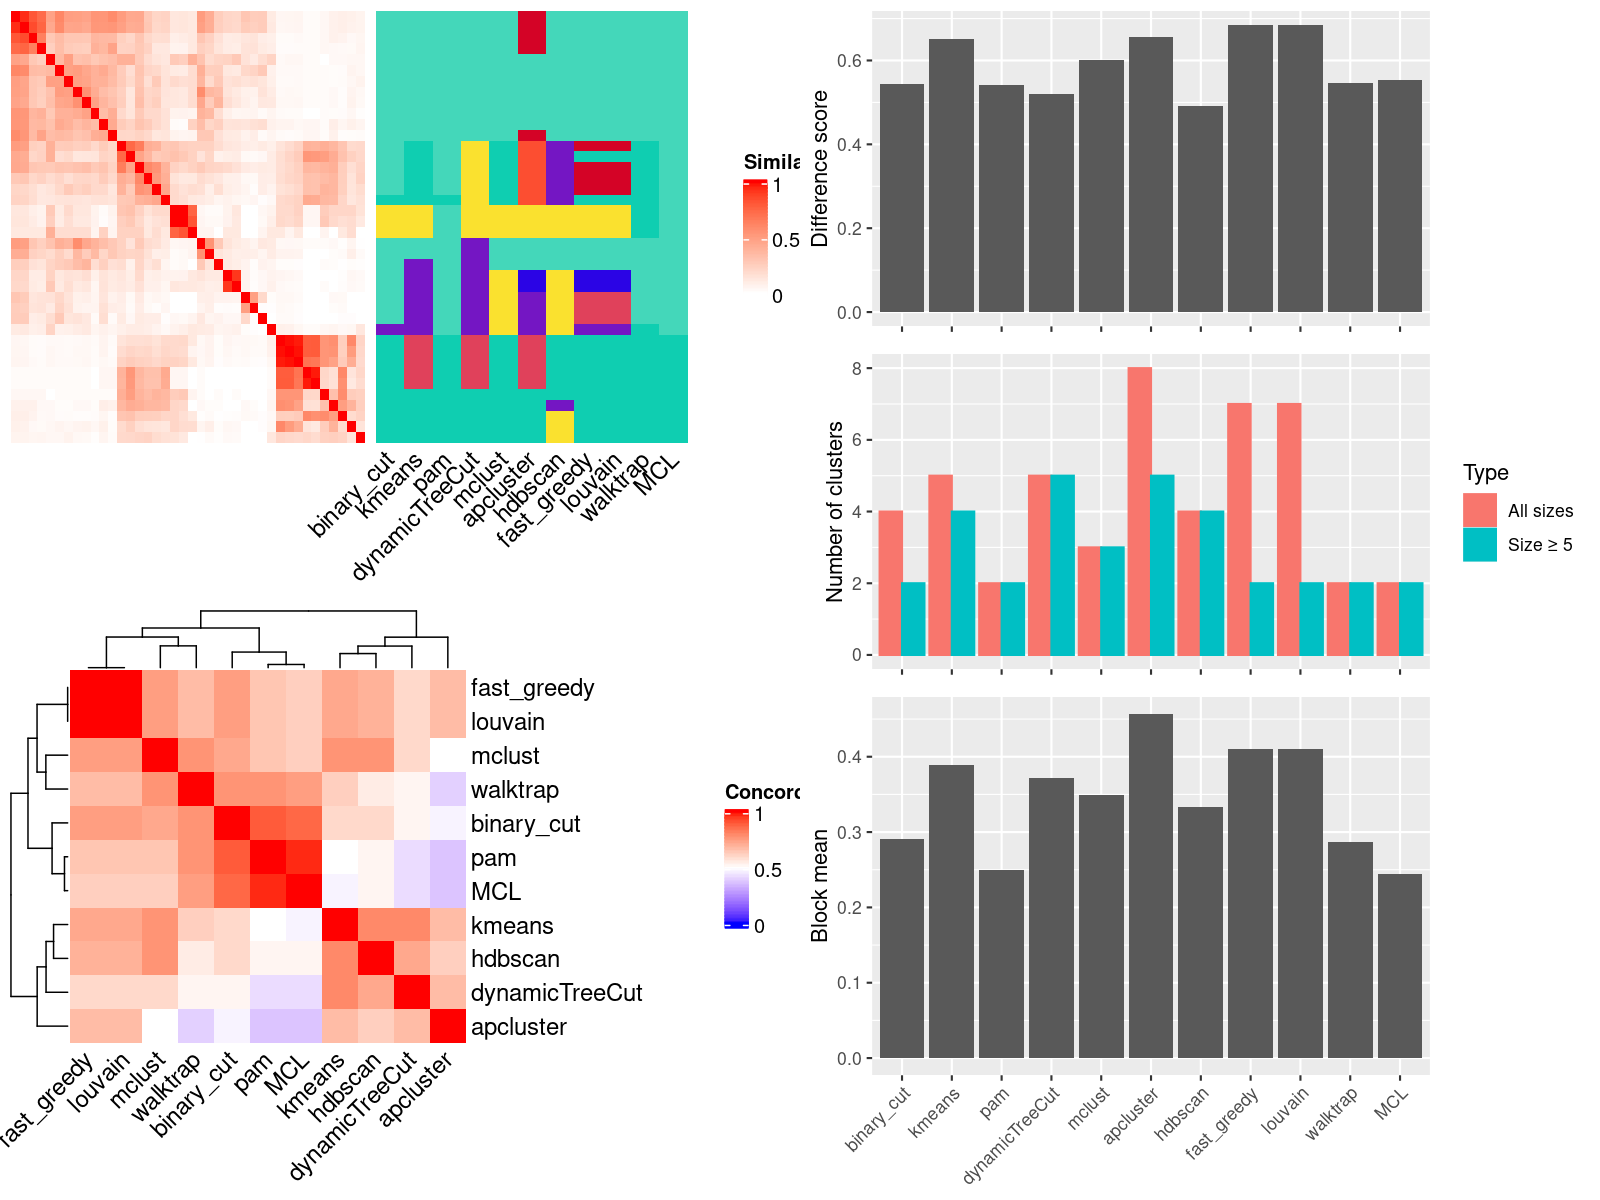 Simila
1
0.5
0
binary_cut
kmeans
pam
dynamicTreeCut
mclust
apcluster
hdbscan
fast_greedy
louvain
walktrap
MCL
Difference score
0.6
0.4
0.2
0.0
Number of clusters
8
6
4
2
0
Type
All sizes
Size ≥ 5
fast_greedy
louvain
mclust
walktrap
binary_cut
pam
MCL
kmeans
hdbscan
dynamicTreeCut
apcluster
fast_greedy
louvain
mclust
walktrap
binary_cut
pam
MCL
kmeans
hdbscan
dynamicTreeCut
apcluster
Concord
1
0.5
0
Block mean
0.4
0.3
0.2
0.1
0.0
binary_cut
kmeans
pam
dynamicTreeCut
mclust
apcluster
hdbscan
fast_greedy
louvain
walktrap
MCL